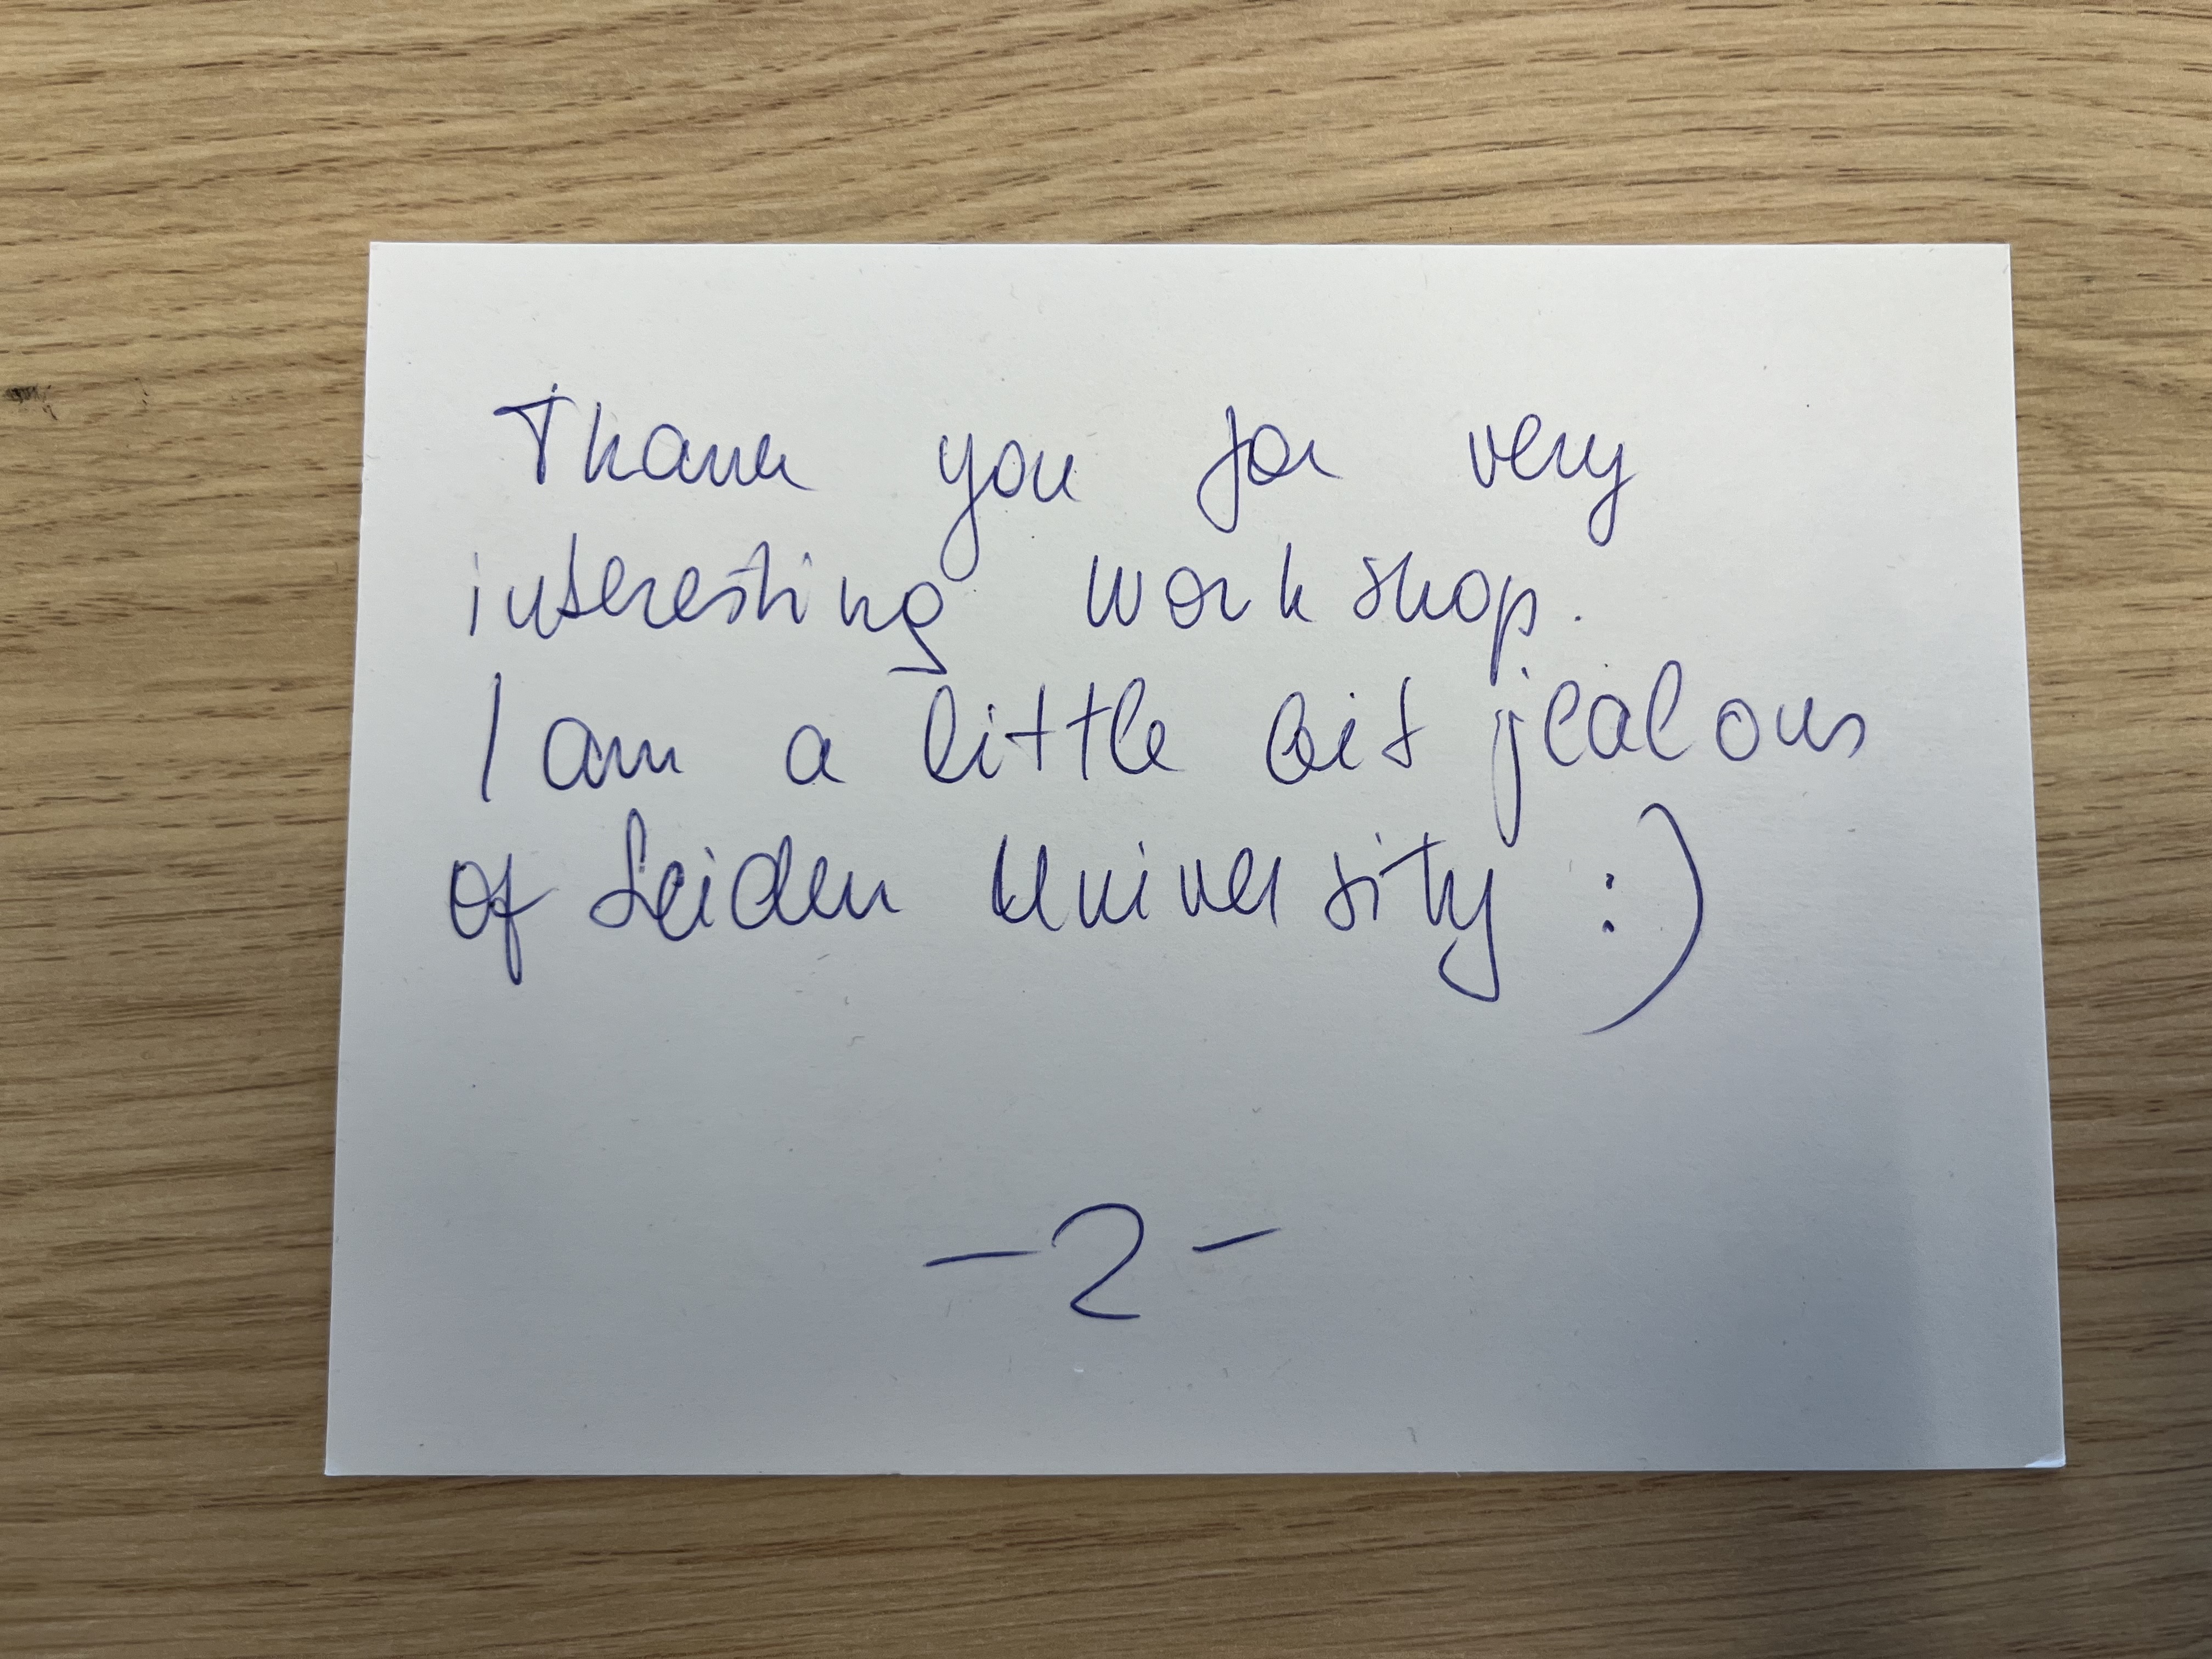 Thank you for very
interesting workshop.
I am a little bit jealous
of Leiden University :)
-2-